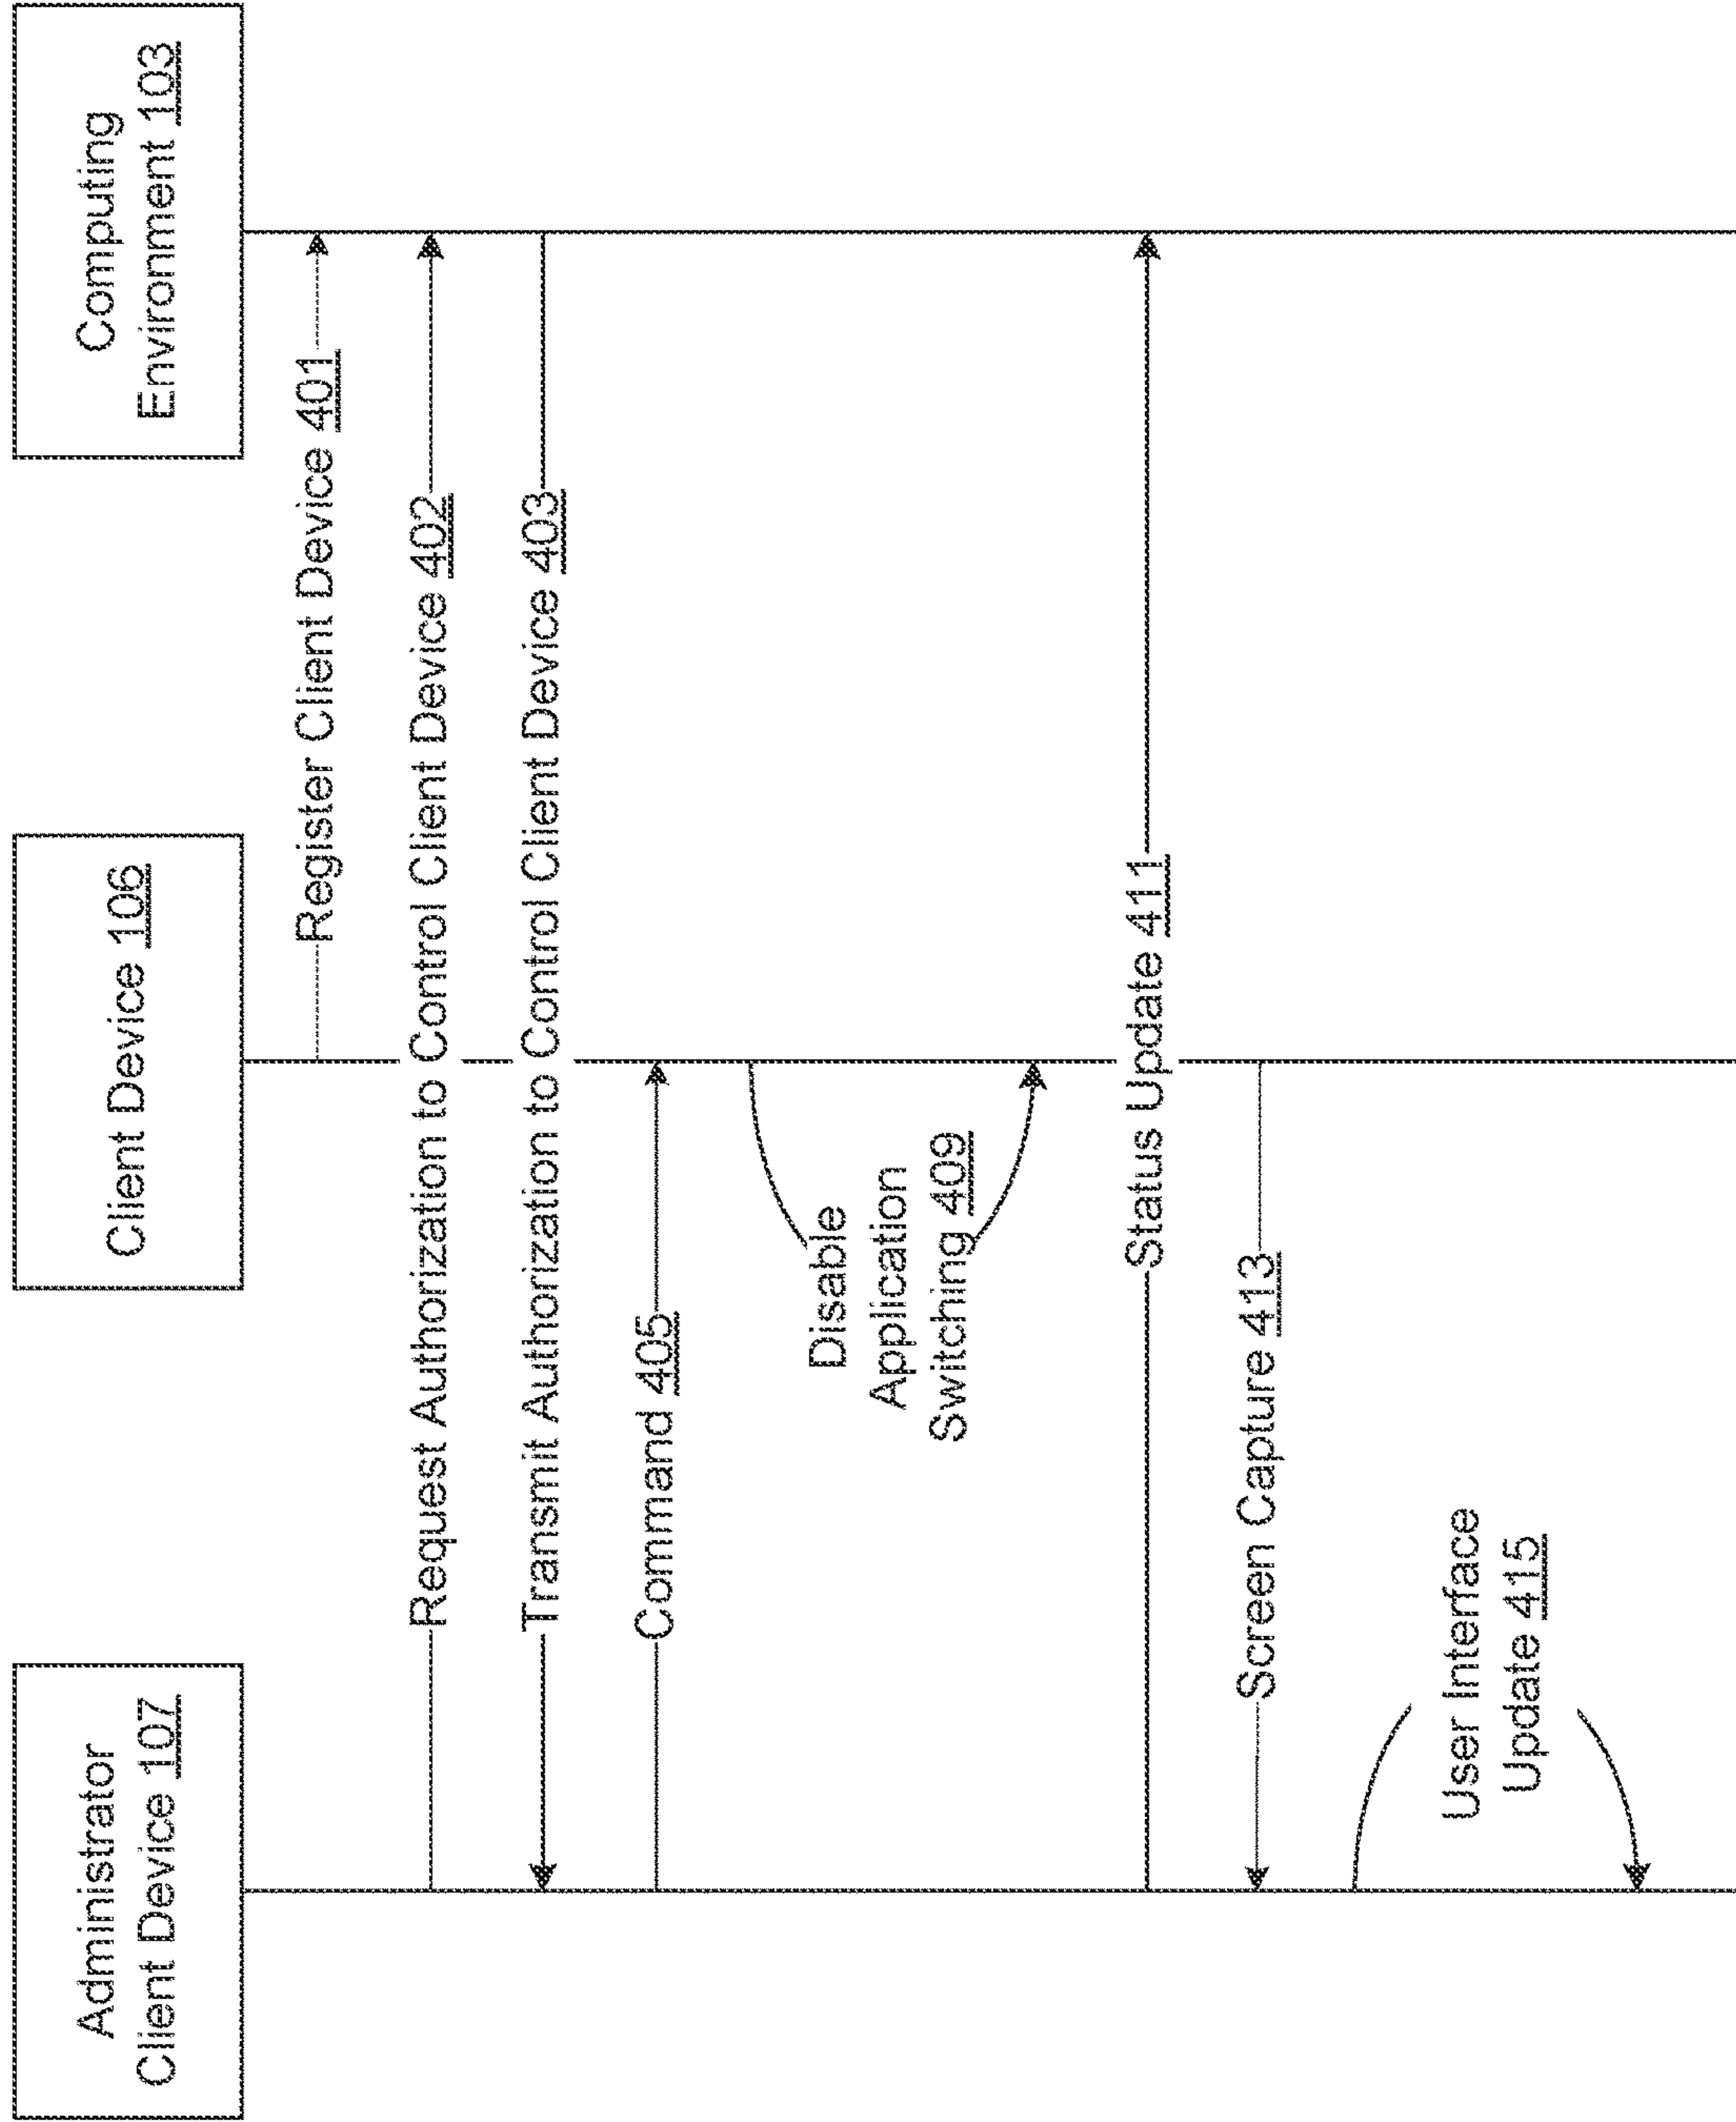 Administrator
Client Device 107
Client Device 106
Computing
Environment 103
Register Client Device 401
Request Authorization to Control Client Device 402
Transmit Authorization to Control Client Device 403
Command 405
Disable
Application
Switching 409
Status Update 411
Screen Capture 413
User Interface
Update 415